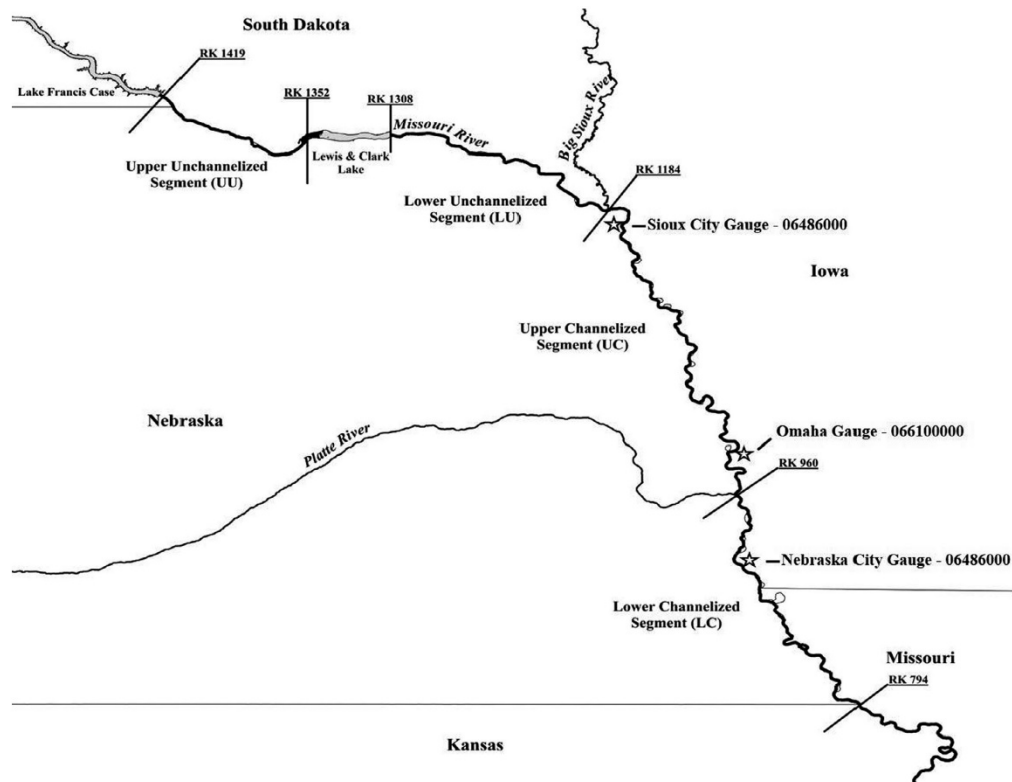 South Dakota
RK 1419
Lake Francis Case
RK 1352
RK 1308
Missouri River
Big Sioux River
Lewis & Clark
Lake
Upper Unchannelized
Segment (UU)
RK 1184
Lower Unchannelized
Segment (LU)
Sioux City Gauge - 06486000
Iowa
Upper Channelized
Segment (UC)
Nebraska
Platte River
Omaha Gauge - 066100000
RK 960
Nebraska City Gauge - 06486000
Lower Channelized
Segment (LC)
Missouri
RK 794
Kansas